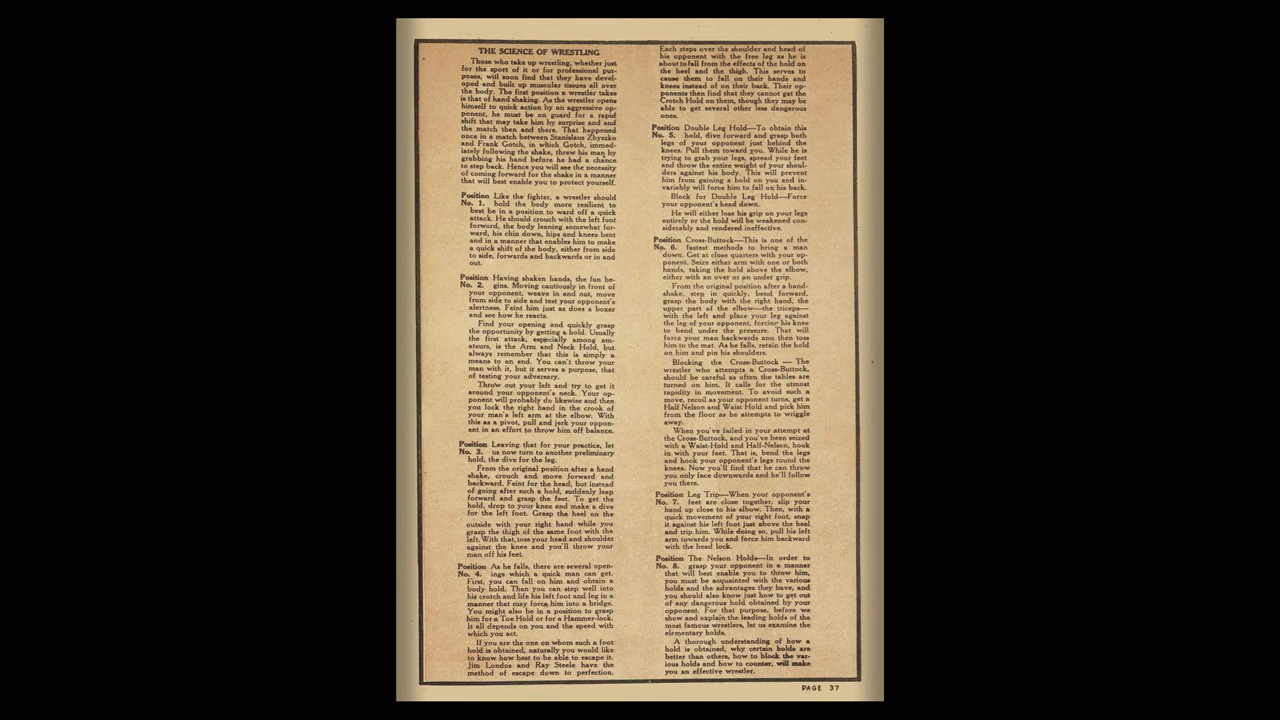 THE SCIENCE OF WRESTLING
Those who take up wrestling, whether just
for the sport of it or for professional pur-
poses, will soon find that they have devel-
oped and built up muscular tissues all over
the body. The first position a wrestler takes
is that of hand shaking. As the wrestler opens
himself to quick action by an aggressive op-
ponent, he must be on guard for a rapid
shift that may take him by surprise and end
the match then and there. That happened
once in a match between Stanislaus Zbyszko
and Frank Gotch, in which Gotch, immed-
iately following the shake, threw his man by
grabbing his hand before he had a chance
to step back. Hence you will see the necessity
of coming forward for the shake in a manner
that will best enable you to protect yourself.
Position Like the fighter, a wrestler should
No. 1. hold the body more resilient to
best be in a position to ward off a quick
attack. He should crouch with the left foot
forward, the body leaning somewhat for-
ward, his chin down, hips and knees bent
and in a manner that enables him to make
a quick shift of the body, either from side
to side, forwards and backwards or in and
out.
Position Having shaken hands, the fun be-
No. 2. gins. Moving cautiously in front of
your opponent, weave in and out, move
from side to side and test your opponent's
alertness. Feint him just as does a boxer
and see how he reacts.
Find your opening and quickly grasp
the opportunity by getting a hold. Usually
the first attack, especially among am-
ateurs, is the Arm and Neck Hold, but
always remember that this is simply a
means to an end. You can't throw your
man with it, but it serves a purpose, that
of testing your adversary.
Throw out your left and try to get it
around your opponent's neck. Your op-
ponent will probably do likewise and then
you lock the right hand in the crook of
your man's left arm at the elbow. With
this as a pivot, pull and jerk your oppon-
ent in an effort to throw him off balance.
Position Leaving that for your practice, let
No. 3. us now turn to another preliminary
hold, the dive for the leg.
From the original position after a hand
shake, crouch and move forward and
backward. Feint for the head, but instead
of going after such a hold, suddenly leap
forward and grasp the feet. To get the
hold, drop to your knee and make a dive
for the left foot. Grasp the heel on the
outside with your right hand while you
grasp the thigh of the same foot with the
left. With that, toss your head and shoulder
against the knee and you'll throw your
man off his feet.
Position As he falls, there are several open-
No. 4. ings which a quick man can get.
First, you can fall on him and obtain a
body hold. Then you can step well into
his crotch and life his left foot and leg in a
manner that may force him into a bridge.
You might also be in a position to grasp
him for a Toe Hold or for a Hammer-lock.
It all depends on you and the speed with
which you act.
If you are the one on whom such a foot
hold is obtained, naturally you would like
to know how best to be able to escape it.
Jim Londos and Ray Steele have the
method of escape down to perfection.
Each steps over the shoulder and head of
his opponent with the free leg as he is
about to fall from the effects of the hold on
the heel and the thigh. This serves to
cause them to fall on their hands and
knees instead of on their back. Their op-
ponents then find that they cannot get the
Crotch Hold on them, though they may be
able to get several other less dangerous
ones.
Position Double Leg Hold—To obtain this
No. 5. hold, dive forward and grasp both
legs of your opponent just behind the
knees. Pull them toward you. While he is
trying to grab your legs, spread your feet
and throw the entire weight of your shoul-
ders against his body. This will prevent
him from gaining a hold on you and in-
variably will force him to fall on his back.
Block for Double Leg Hold—Force
your opponent's head down.
He will either lose his grip on your legs
entirely or the hold will be weakened con-
siderably and rendered ineffective.
Position Cross-Buttock—This is one of the
No. 6. fastest methods to bring a man
down. Get at close quarters with your op-
ponent. Seize either arm with one or both
hands, taking the hold above the elbow,
either with an over or an under grip.
From the original position after a hand-
shake, step in quickly, bend forward,
grasp the body with the right hand, the
upper part of the elbow—the triceps—
with the left and place your leg against
the leg of your opponent, forcing his knee
to bend under the pressure. That will
force your man backwards and then toss
him to the mat. As he falls, retain the hold
on him and pin his shoulders.
Blocking the Cross-Buttock — The
wrestler who attempts a Cross-Buttock,
should be careful as often the tables are
turned on him. It calls for the utmost
rapidity in movement. To avoid such a
move, recoil as your opponent turns, get a
Half Nelson and Waist Hold and pick him
from the floor as he attempts to wriggle
away.
When you've failed in your attempt at
the Cross-Buttock, and you've been seized
with a Waist-Hold and Half-Nelson, hook
in with your feet. That is, bend the legs
and hook your opponent's legs round the
knees. Now you'll find that he can throw
you only face downwards and he'll follow
you there.
Position Leg Trip—When your opponent's
No. 7. feet are close together, slip your
hand up close to his elbow. Then, with a
quick movement of your right foot, snap
it against his left foot just above the heel
and trip him. While doing so, pull his left
arm towards you and force him backward
with the head lock.
Position The Nelson Holds—In order to
No. 8. grasp your opponent in a manner
that will best enable you to throw him,
you must be acquainted with the various
holds and the advantages they have, and
you should also know just how to get out
of any dangerous hold obtained by your
opponent. For that purpose, before we
show and explain the leading holds of the
most famous wrestlers, let us examine the
elementary holds.
A thorough understanding of how a
hold is obtained, why certain holds are
better than others, how to block the var-
ious holds and how to counter, will make
you an effective wrestler.
PAGE 37